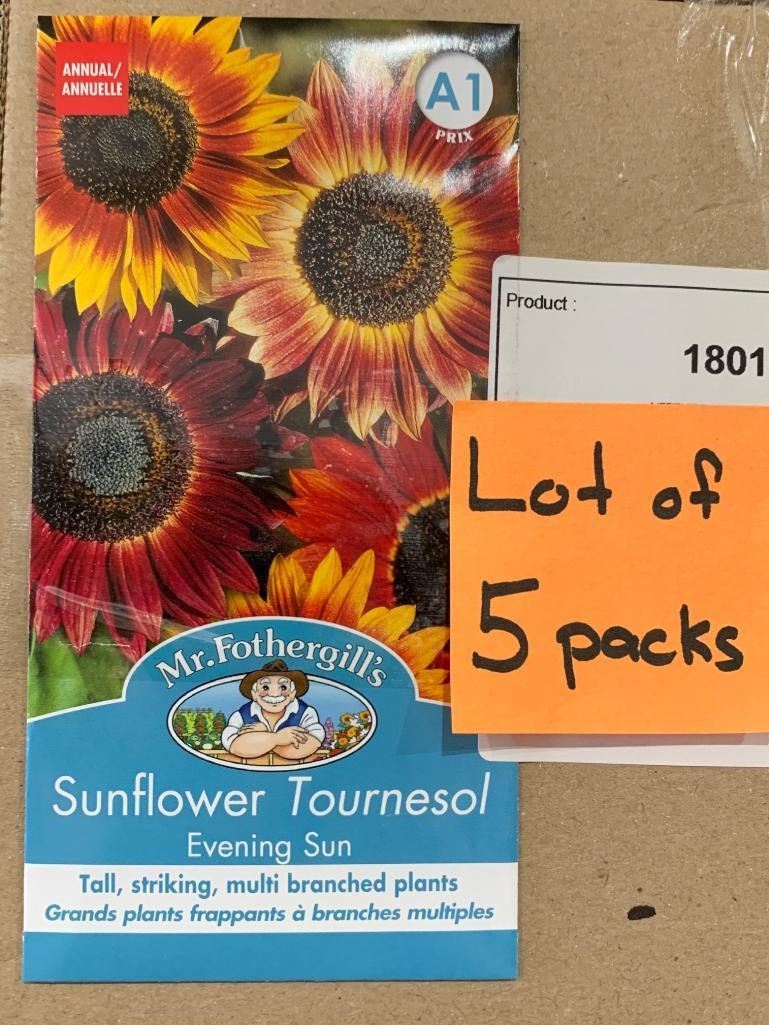 ANNUAL/
ANNUELLE
A1
PRIX
Product :
1801
Lot of
5 packs
Mr. Fothergill's
Sunflower Tournesol
Evening Sun
Tall, striking, multi branched plants
Grands plants frappants à branches multiples